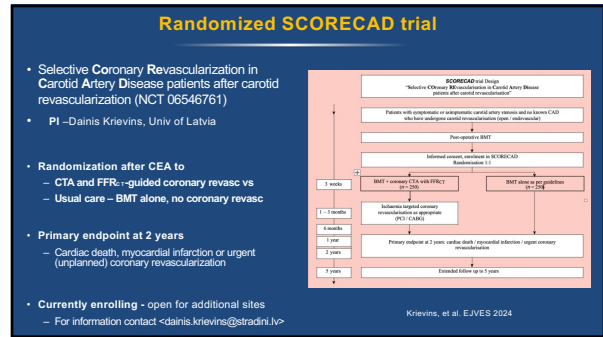 Randomized SCORECAD trial
• Selective Coronary Revascularization in
Carotid Artery Disease patients after carotid
revascularization (NCT 06546761)
• PI –Dainis Krievins, Univ of Latvia
• Randomization after CEA to
– CTA and FFRCT-guided coronary revasc vs
– Usual care – BMT alone, no coronary revasc
• Primary endpoint at 2 years
– Cardiac death, myocardial infarction or urgent
(unplanned) coronary revascularization
• Currently enrolling - open for additional sites
– For information contact <dainis.krievins@stradini.lv>
SCORECAD trial Design
"Selective COronary REvascularisation in Carotid Artery Disease
patients after carotid revascularisation"
Patients with symptomatic or asimptomatic carotid artery stenosis and no known CAD
who have undergone carotid revascularisation (open / endovascular)
Post-operative BMT
Informed consent, enrolment in SCORECAD
Randomization 1:1
3 weeks
BMT + coronary CTA with FFRCT
(n = 250)
BMT alone as per guidelines
(n = 250)
1 – 3 months
Ischaemia targeted coronary
revascularisation as appropriate
(PCI / CABG)
6 months
1 year
2 years
Primary endpoint at 2 years: cardiac death / myocardial infarction / urgent coronary
revascularisation
5 years
Extended follow up to 5 years
Krievins, et al. EJVES 2024